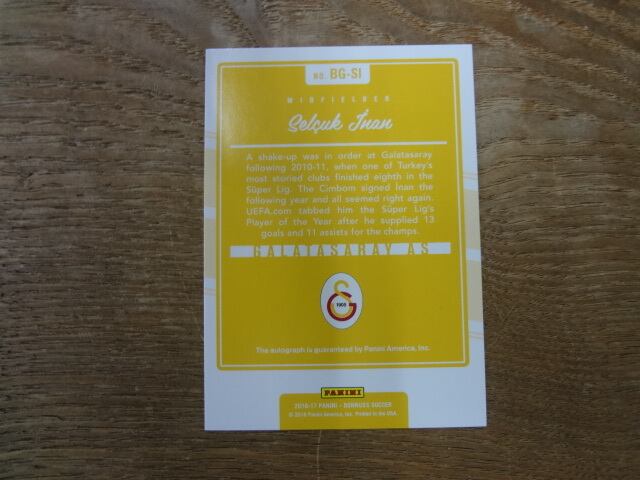 NO. BG-SI
MIDFIELDER
Selçuk İnan
A shake-up was in order at Galatasaray
following 2010-11, when one of Turkey's
most storied clubs finished eighth in the
Süper Lig. The Cimbom signed İnan the
following year and all seemed right again.
UEFA.com tabbed him the Süper Lig's
Player of the Year after he supplied 13
goals and 11 assists for the champs.
GALATASARAY AS
1905
The autograph is guaranteed by Panini America, Inc.
PANINI
2016-17 PANINI - DONRUSS SOCCER
© 2016 Panini America, Inc. Printed in the USA.